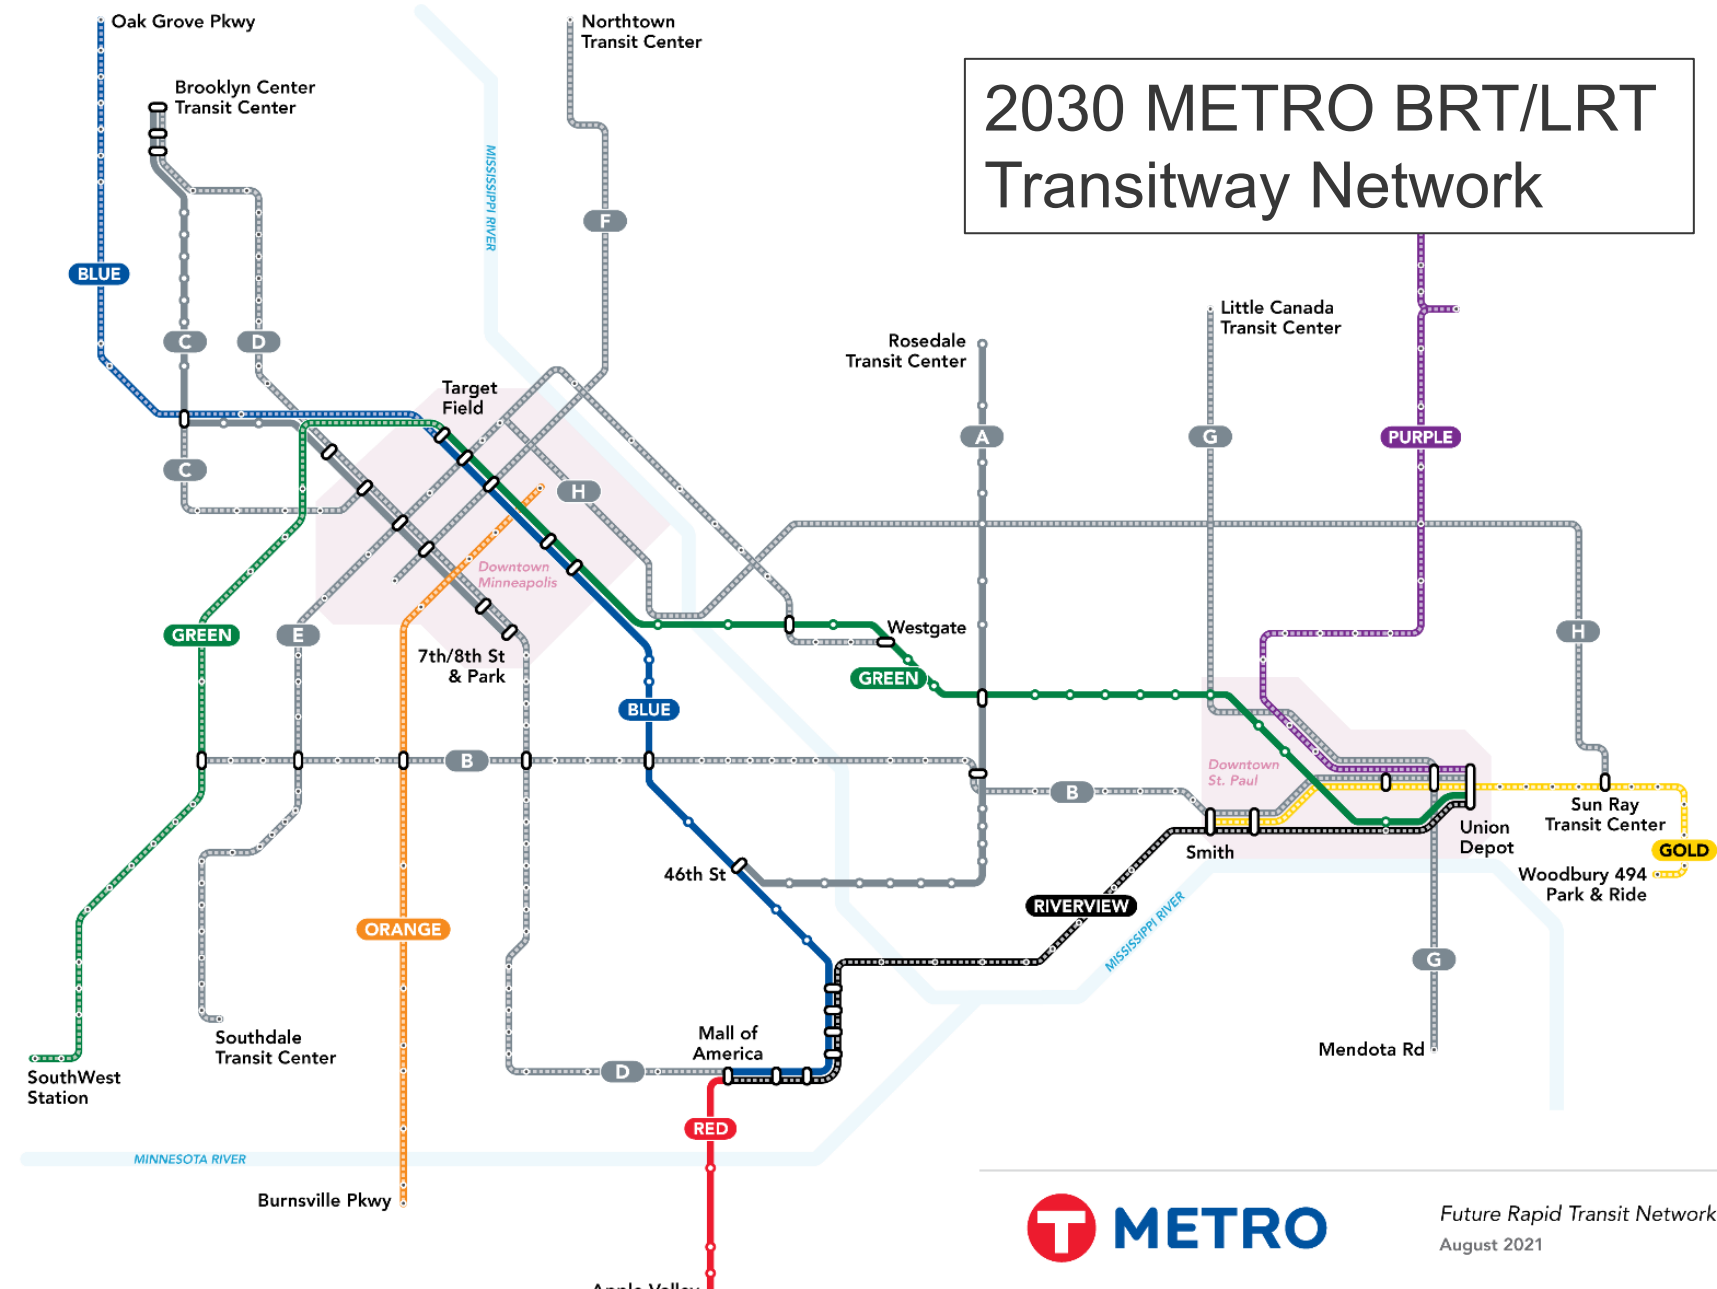 Oak Grove Pkwy
Northtown
Transit Center
2030 METRO BRT/LRT
Transitway Network
Brooklyn Center
Transit Center
MISSISSIPPI RIVER
F
BLUE
Little Canada
Transit Center
C
D
Rosedale
Transit Center
Target
Field
A
G
PURPLE
C
H
Downtown
Minneapolis
GREEN
E
Westgate
H
7th/8th St
& Park
GREEN
BLUE
B
Downtown
St. Paul
B
Sun Ray
Transit Center
Union
Depot
Smith
GOLD
46th St
Woodbury 494
Park & Ride
RIVERVIEW
ORANGE
MISSISSIPPI RIVER
G
Southdale
Transit Center
Mall of
America
Mendota Rd
SouthWest
Station
D
RED
MINNESOTA RIVER
Burnsville Pkwy
T METRO
Future Rapid Transit Network
August 2021
Apple Valley